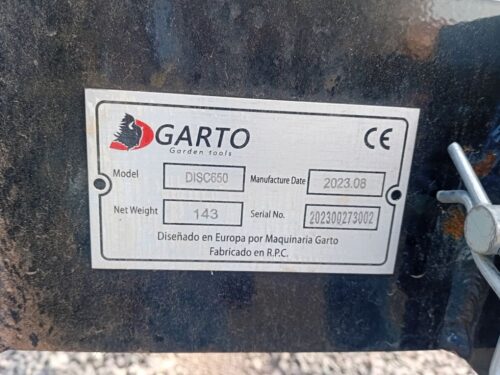 GARTO
Garden tools
CE
Model DISC650 Manufacture Date 2023.08
Net Weight 143 Serial No. 202300273002
Diseñado en Europa por Maquinaria Garto
Fabricado en R.P.C.